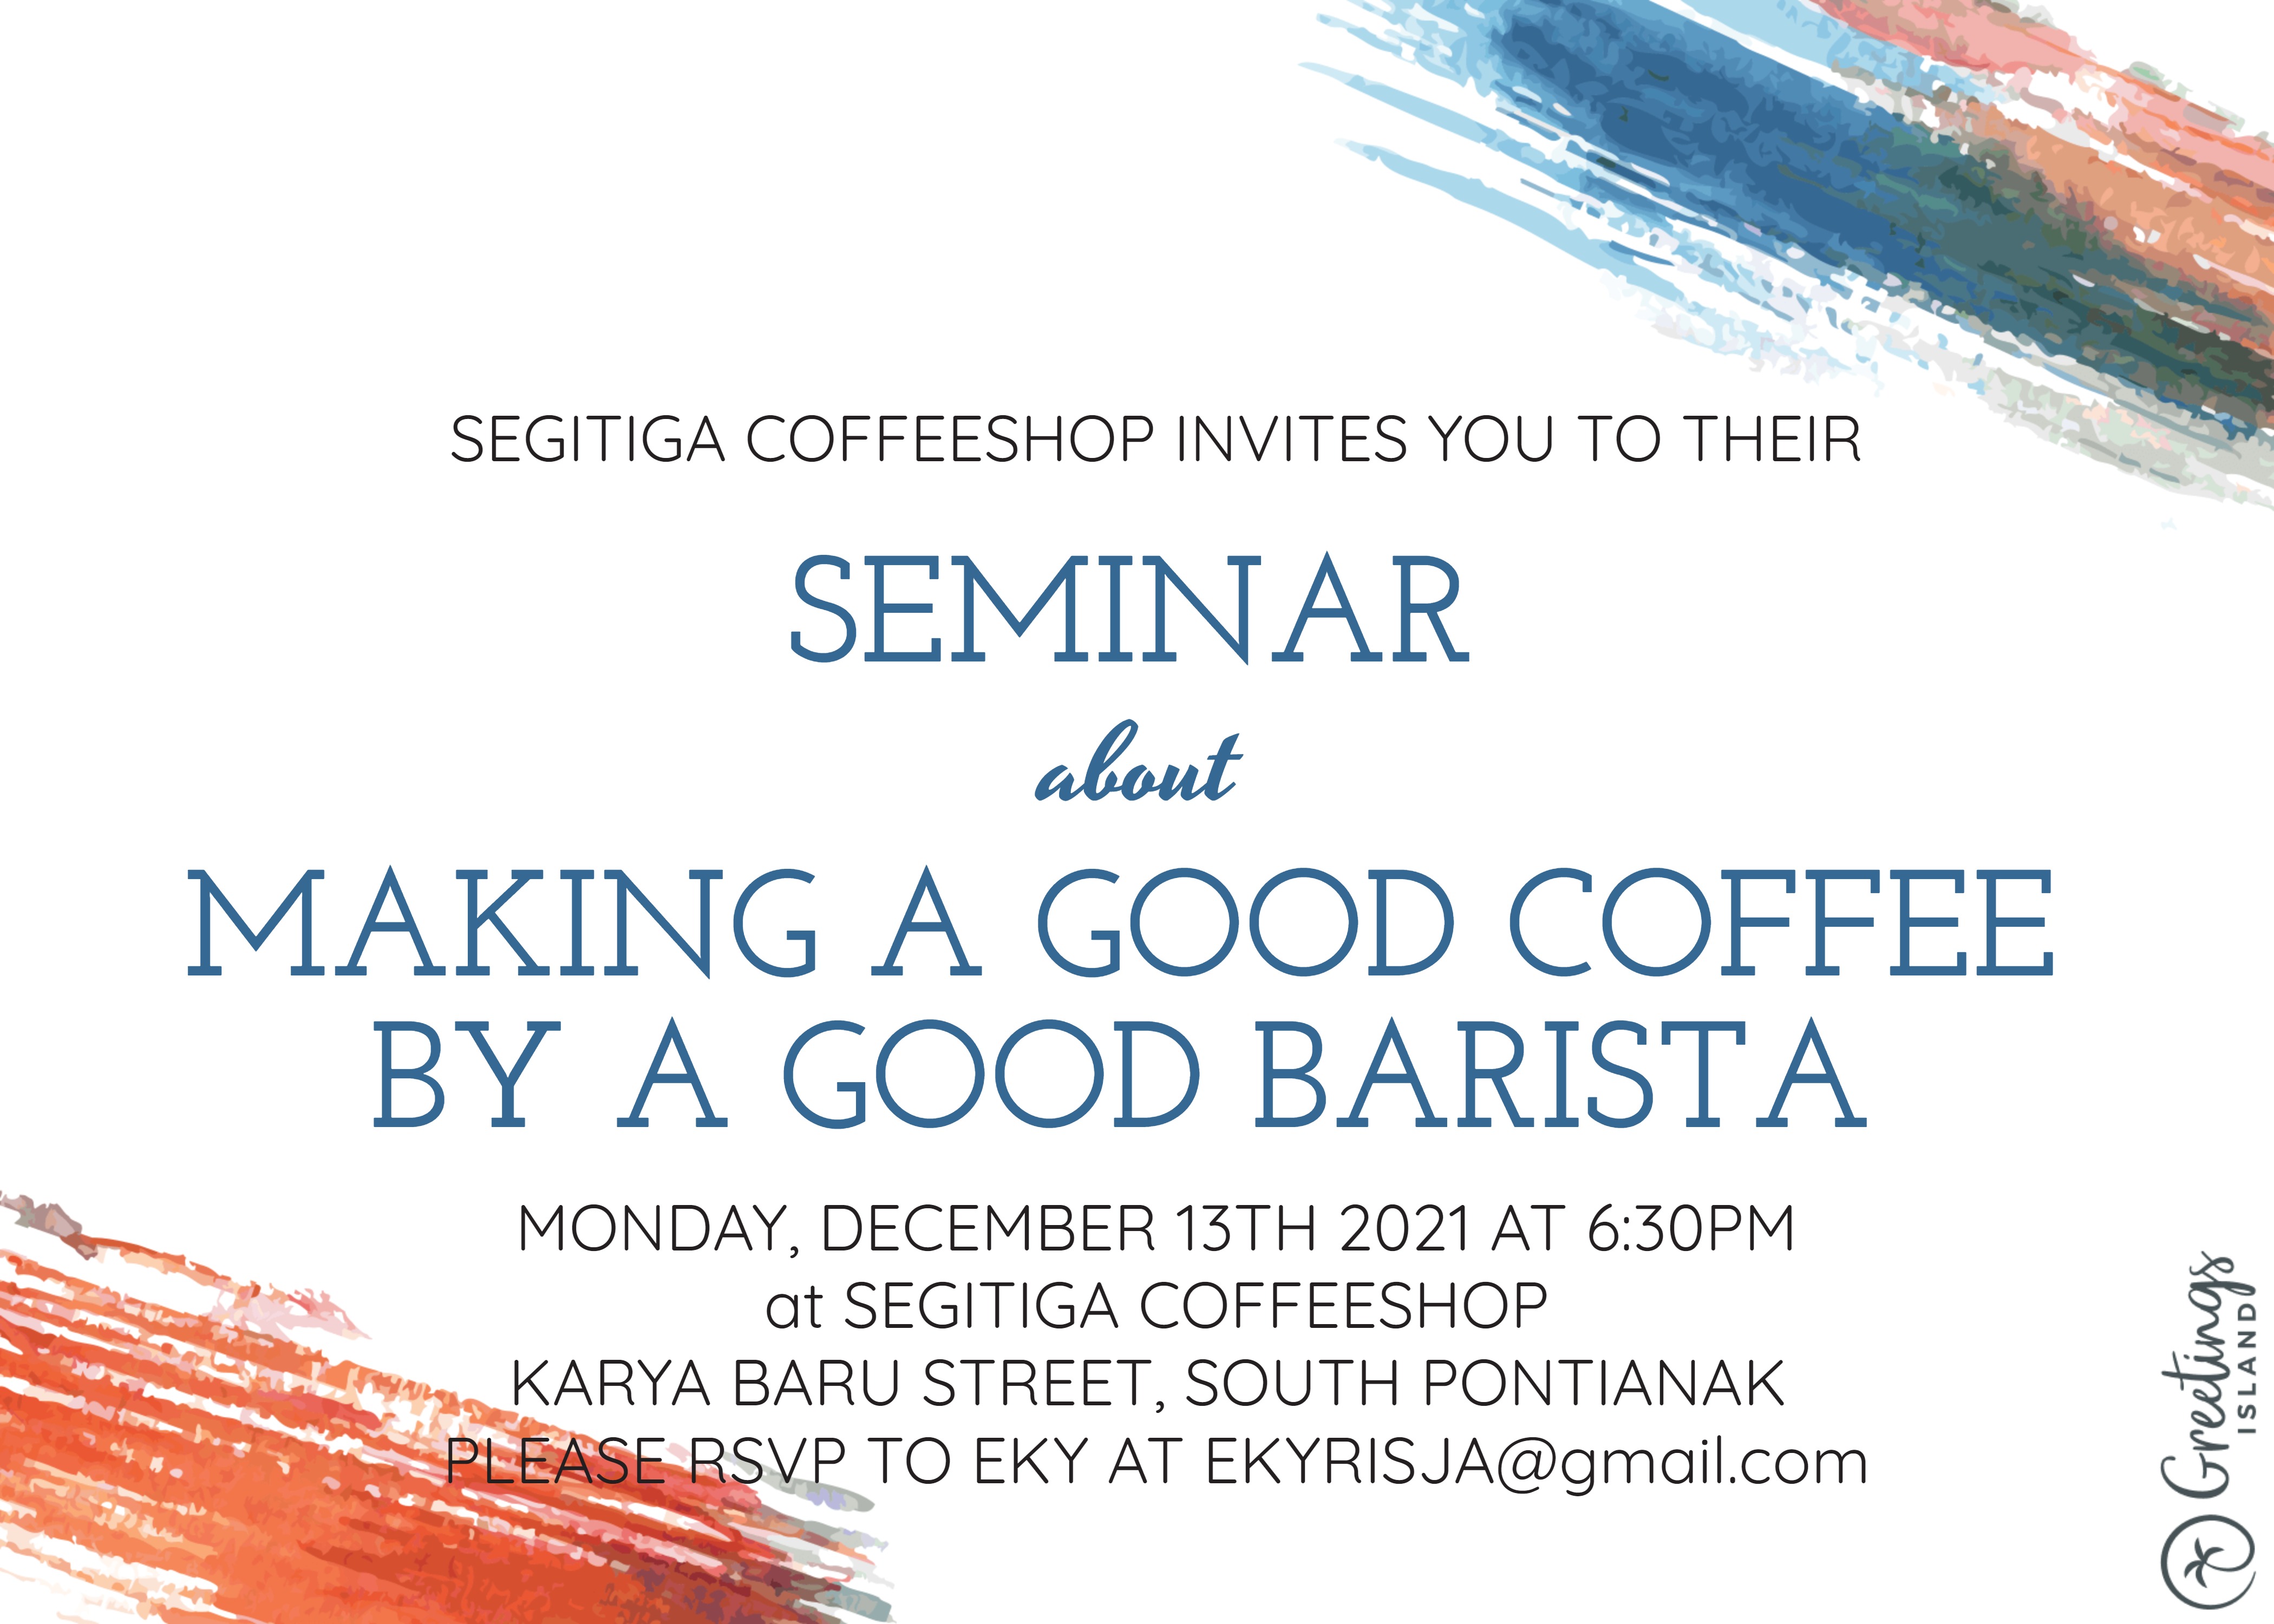 SEGITIGA COFFEESHOP INVITES YOU TO THEIR
SEMINAR
about
MAKING A GOOD COFFEE
BY A GOOD BARISTA
MONDAY, DECEMBER 13TH 2021 AT 6:30PM
at SEGITIGA COFFEESHOP
KARYA BARU STREET, SOUTH PONTIANAK
PLEASE RSVP TO EKY AT EKYRISJA@gmail.com
Greetings
ISLAND